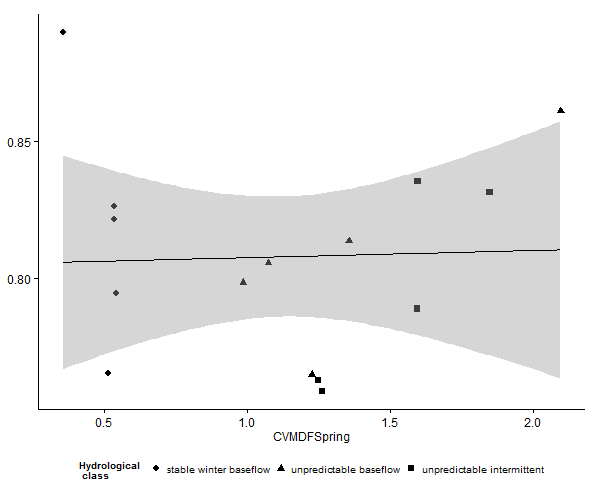 0.85
0.80
0.5 1.0 1.5 2.0
CVMDFSpring
Hydrological
class
stable winter baseflow unpredictable baseflow unpredictable intermittent